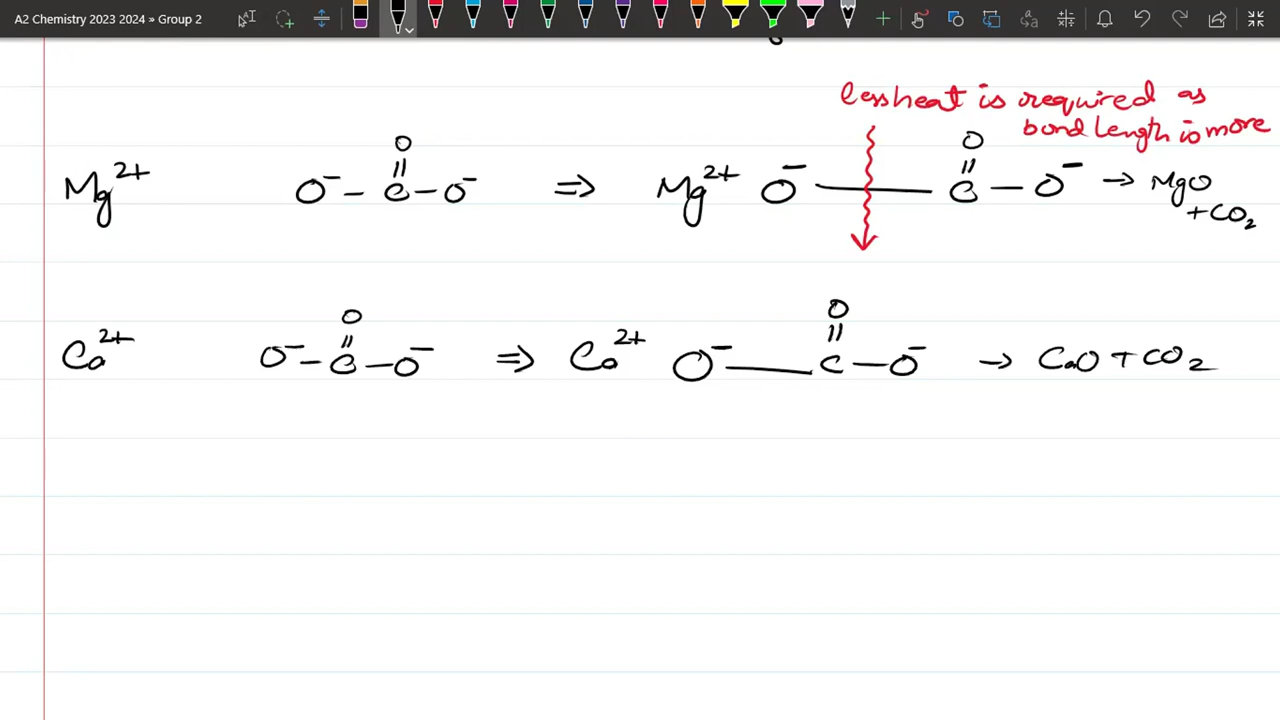 A2 Chemistry 2023 2024 » Group 2
less heat is required as
bond length is more
O O
Mg2+ O⁻ – C – O⁻ ⇒ Mg2+ O⁻ — C – O⁻ → MgO
+ CO2
O O
Ca2+ O⁻ – C – O⁻ ⇒ Ca2+ O⁻ — C – O⁻ → CaO + CO2